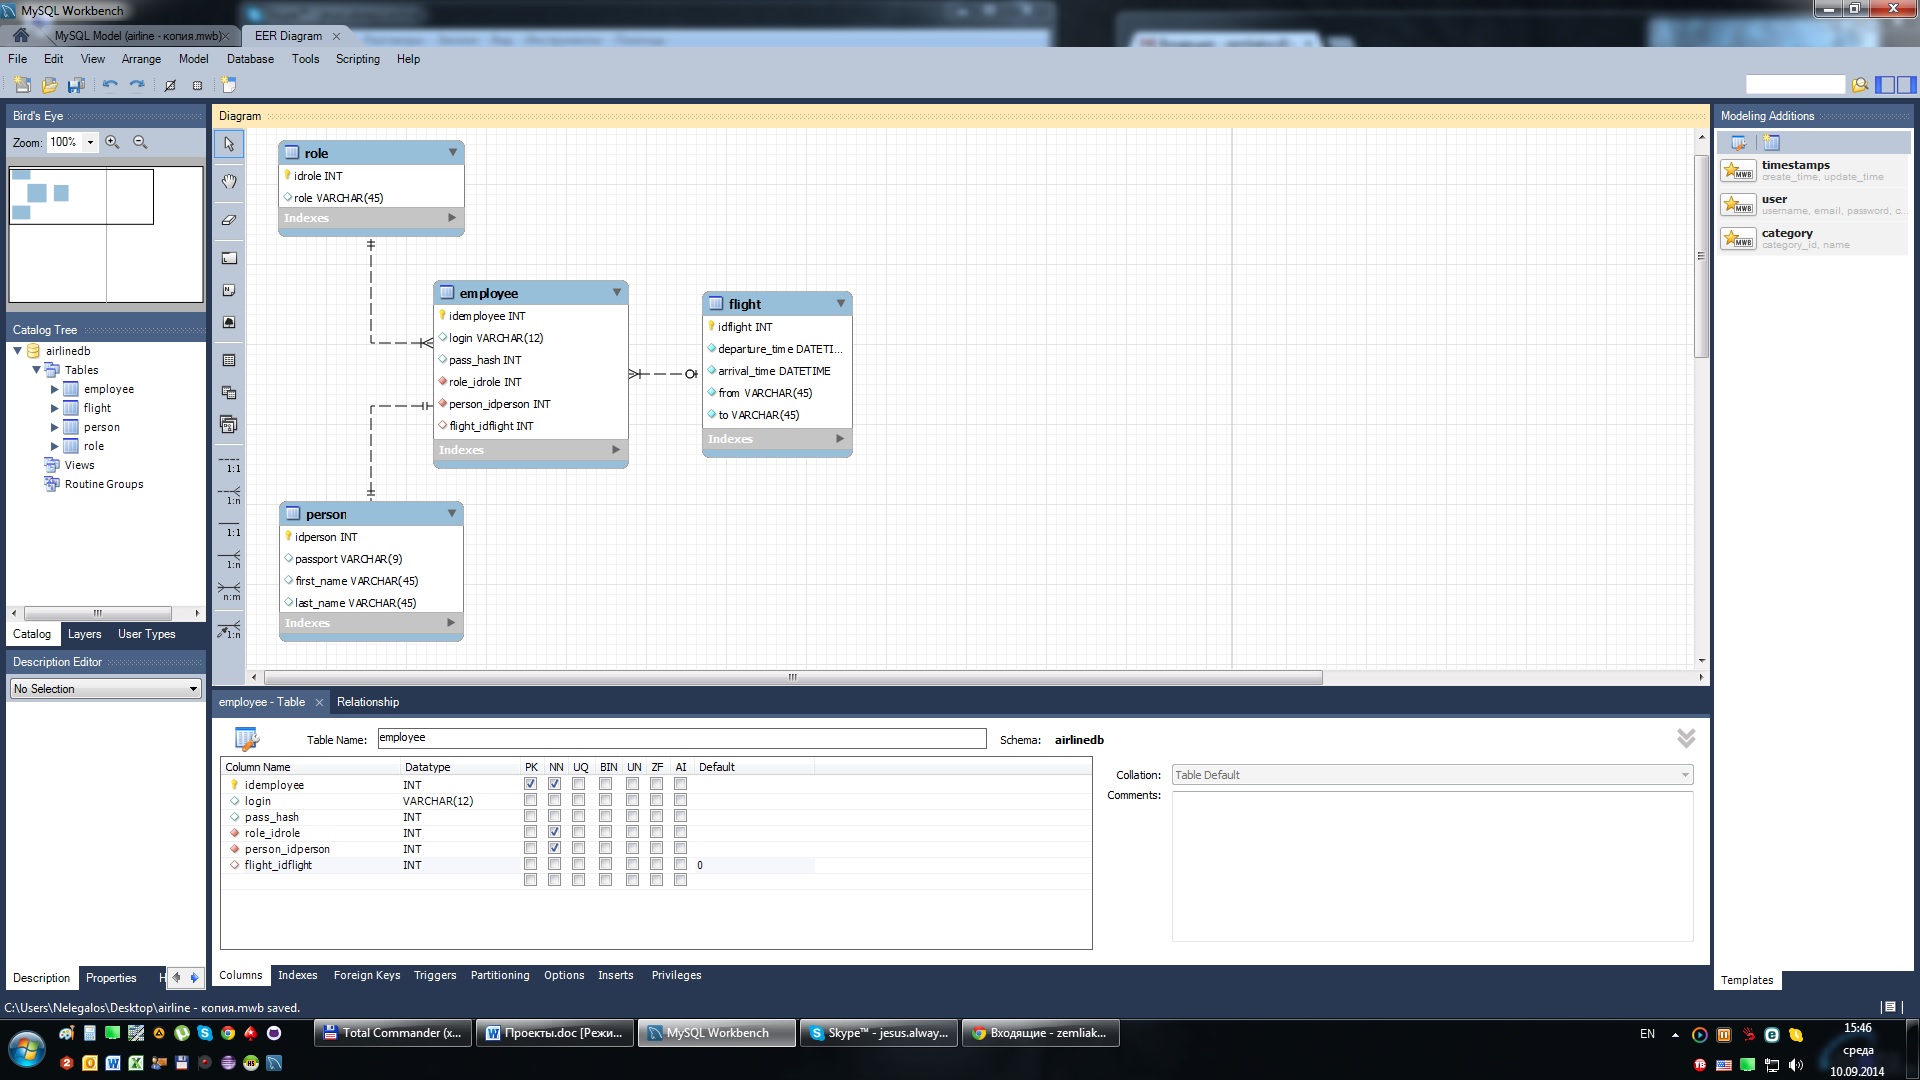 MySQL Workbench
MySQL Model (airline - копия.mwb)
EER Diagram
File Edit View Arrange Model Database Tools Scripting Help
Bird's Eye
Zoom: 100%
Catalog Tree
airlinedb
Tables
employee
flight
person
role
Views
Routine Groups
Catalog Layers User Types
Description Editor
No Selection
Description Properties H
Diagram
1:1
1:n
1:1
1:n
n:m
1:n
role
idrole INT
role VARCHAR(45)
Indexes
employee
idemployee INT
login VARCHAR(12)
pass_hash INT
role_idrole INT
person_idperson INT
flight_idflight INT
Indexes
flight
idflight INT
departure_time DATETI...
arrival_time DATETIME
from VARCHAR(45)
to VARCHAR(45)
Indexes
person
idperson INT
passport VARCHAR(9)
first_name VARCHAR(45)
last_name VARCHAR(45)
Indexes
Modeling Additions
timestamps
create_time, update_time
user
username, email, password, c...
category
category_id, name
Templates
employee - Table Relationship
Table Name: employee Schema: airlinedb
Column Name Datatype PK NN UQ BIN UN ZF AI Default
idemployee INT
login VARCHAR(12)
pass_hash INT
role_idrole INT
person_idperson INT
flight_idflight INT 0
Collation: Table Default
Comments:
Columns Indexes Foreign Keys Triggers Partitioning Options Inserts Privileges
C:\Users\Nelegalos\Desktop\airline - копия.mwb saved.
Total Commander (x... Проекты.doc [Режи... MySQL Workbench Skype™ - jesus.alway... Входящие - zemliak...
EN
15:46
среда
10.09.2014